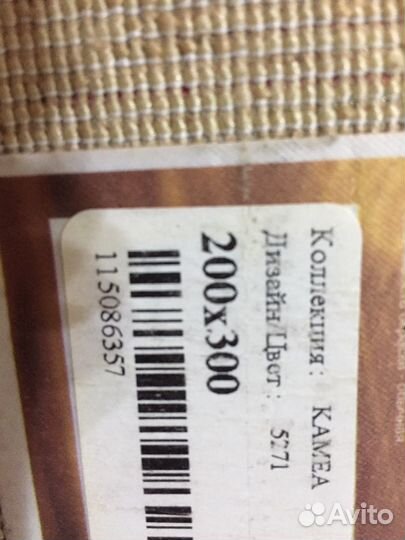 Коллекция: КАМЕА
Дизайн/Цвет: 5271
200x300
115086357
Avito